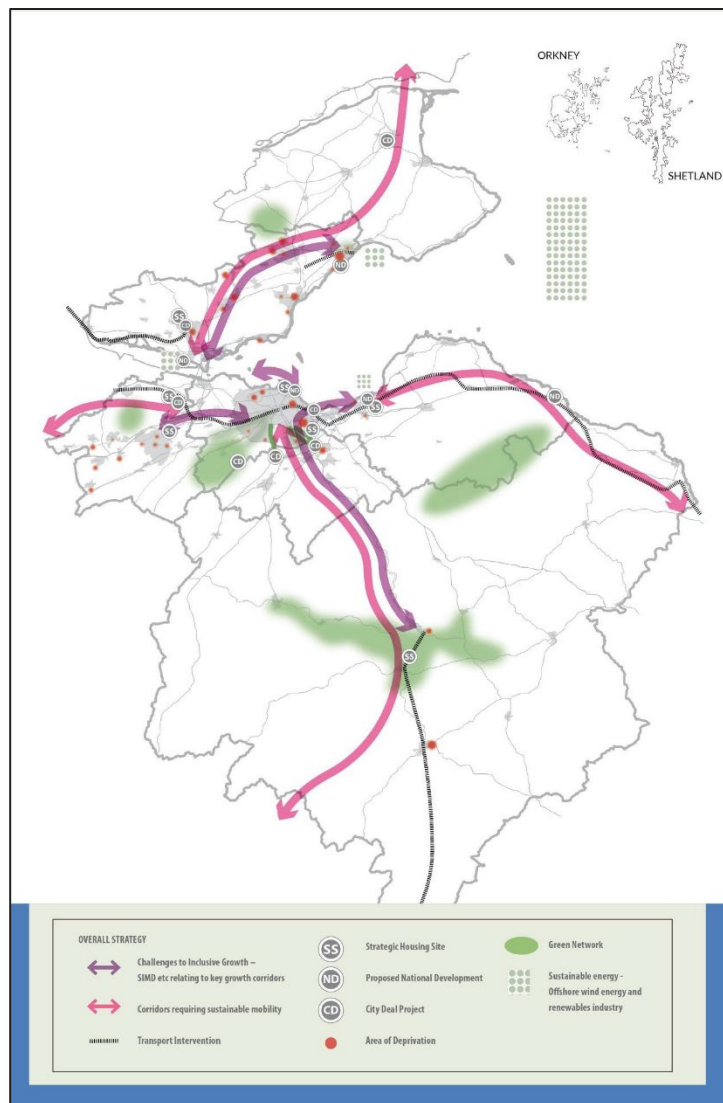 ORKNEY
SHETLAND
CD
ND
SS
CD
ND
SS
CD
SS
SS
ND
CD
SS
CD
CD
CD
ND
SS
ND
SS
OVERALL STRATEGY
Challenges to Inclusive Growth –
SIMD etc relating to key growth corridors
Corridors requiring sustainable mobility
Transport Intervention
SS Strategic Housing Site
ND Proposed National Development
CD City Deal Project
Area of Deprivation
Green Network
Sustainable energy -
Offshore wind energy and
renewables industry